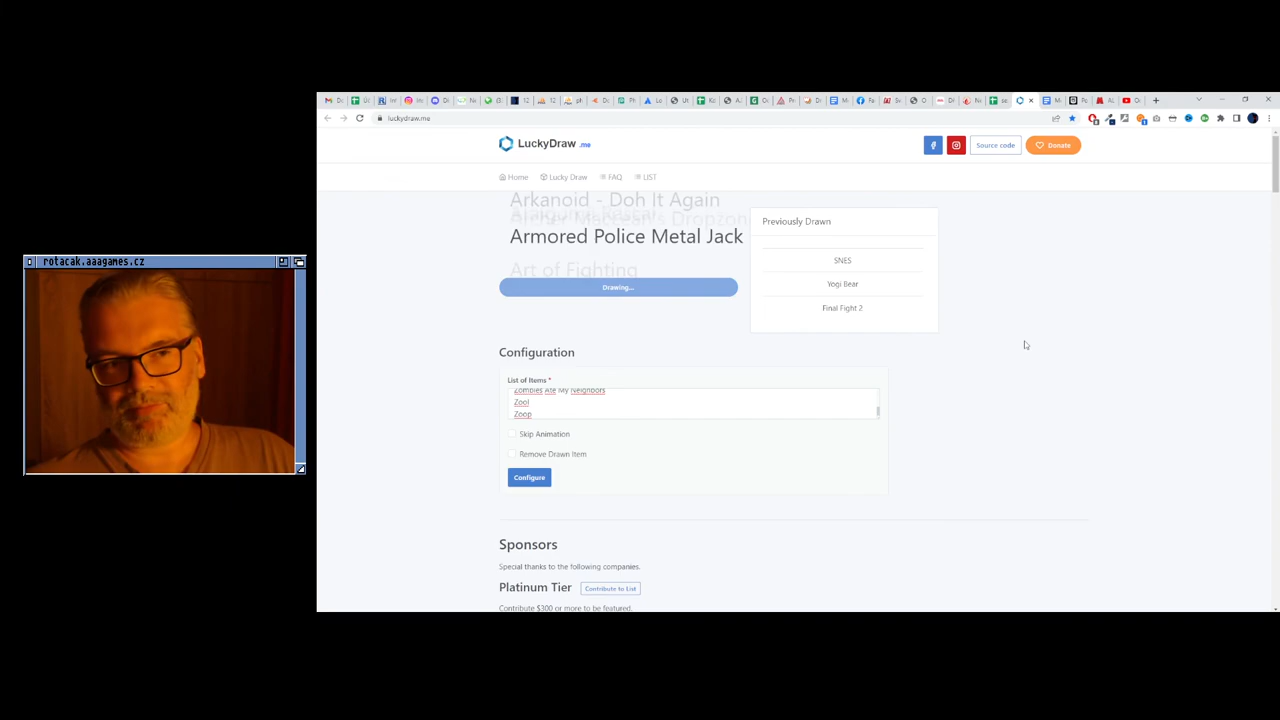 rotacak.aaagames.cz
luckydraw.me
LuckyDraw .me
Source code
Donate
Home
Lucky Draw
FAQ
LIST
Arkanoid - Doh It Again
Armored Police Metal Jack
Art of Fighting
Drawing...
Previously Drawn
SNES
Yogi Bear
Final Fight 2
Configuration
List of Items *
Zombies Ate My Neighbors
Zool
Zoop
Skip Animation
Remove Drawn Item
Configure
Sponsors
Special thanks to the following companies.
Platinum Tier
Contribute to List
Contribute $300 or more to be featured.